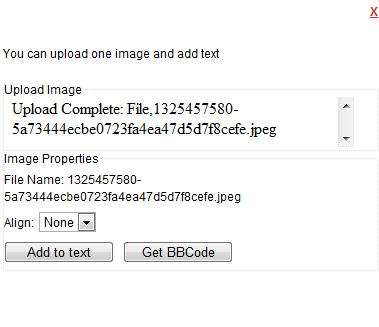 X
You can upload one image and add text
Upload Image
Upload Complete: File,1325457580-
5a73444ecbe0723fa4ea47d5d7f8cefe.jpeg
Image Properties
File Name: 1325457580-
5a73444ecbe0723fa4ea47d5d7f8cefe.jpeg
Align: None
Add to text Get BBCode